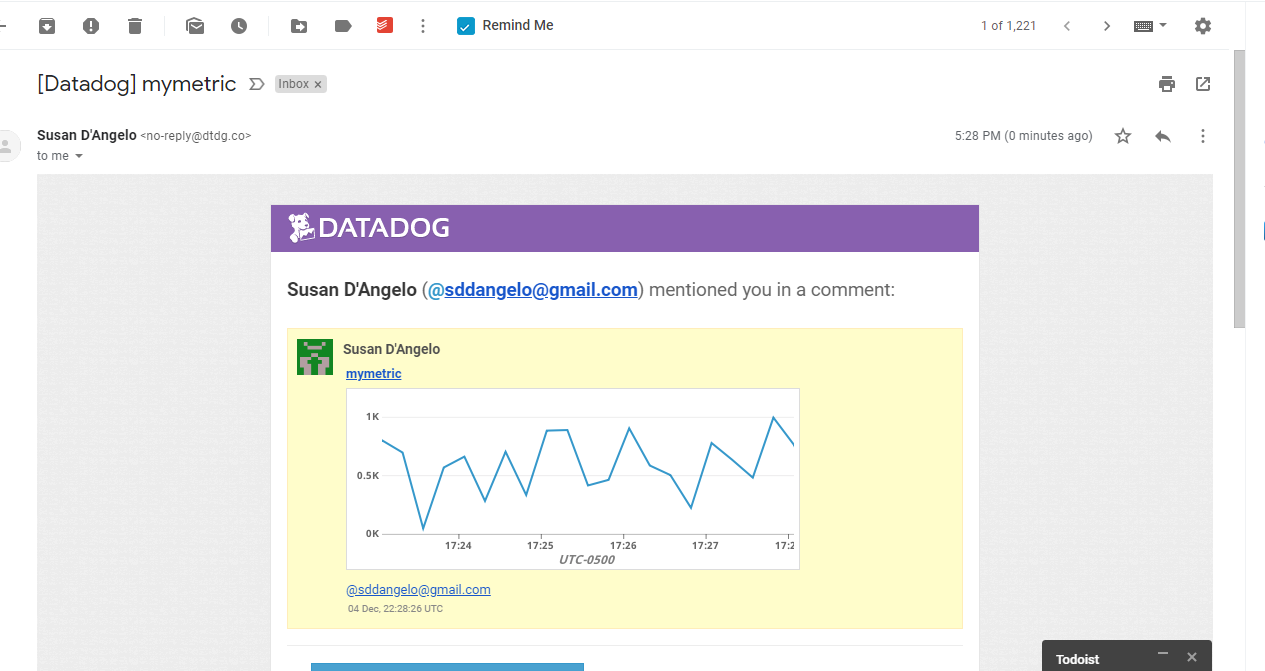 Remind Me
1 of 1,221
[Datadog] mymetric
Inbox ×
Susan D'Angelo <no-reply@dtdg.co>
5:28 PM (0 minutes ago)
to me
DATADOG
Susan D'Angelo (@sddangelo@gmail.com) mentioned you in a comment:
Susan D'Angelo
mymetric
1K
0.5K
0K
17:24 17:25 17:26 17:27 17:2
UTC-0500
@sddangelo@gmail.com
04 Dec, 22:28:26 UTC
Todoist